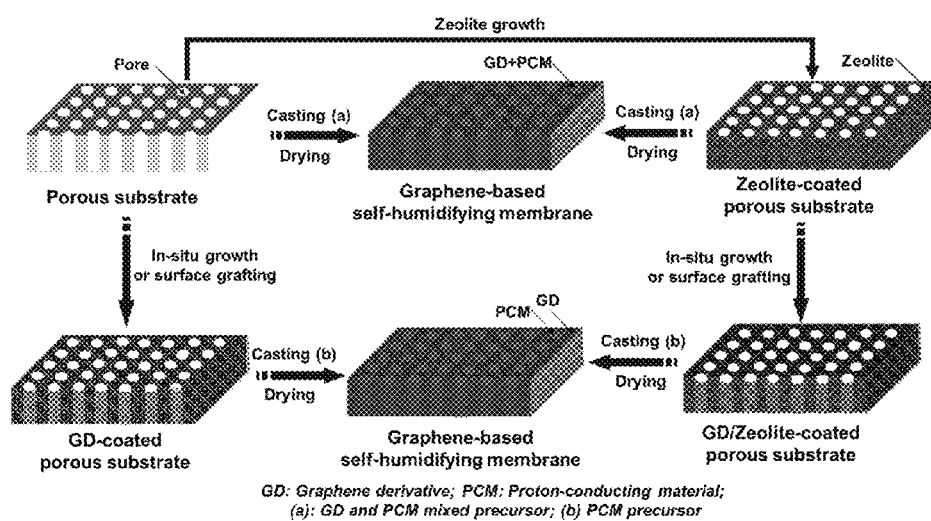 Zeolite growth
Pore
GD+PCM
Zeolite
Casting (a)
Drying
Casting (a)
Drying
Porous substrate
Graphene-based
self-humidifying membrane
Zeolite-coated
porous substrate
In-situ growth
or surface grafting
In-situ growth
or surface grafting
GD
PCM
Casting (b)
Drying
Casting (b)
Drying
GD-coated
porous substrate
Graphene-based
self-humidifying membrane
GD/Zeolite-coated
porous substrate
GD: Graphene derivative; PCM: Proton-conducting material;
(a): GD and PCM mixed precursor; (b) PCM precursor